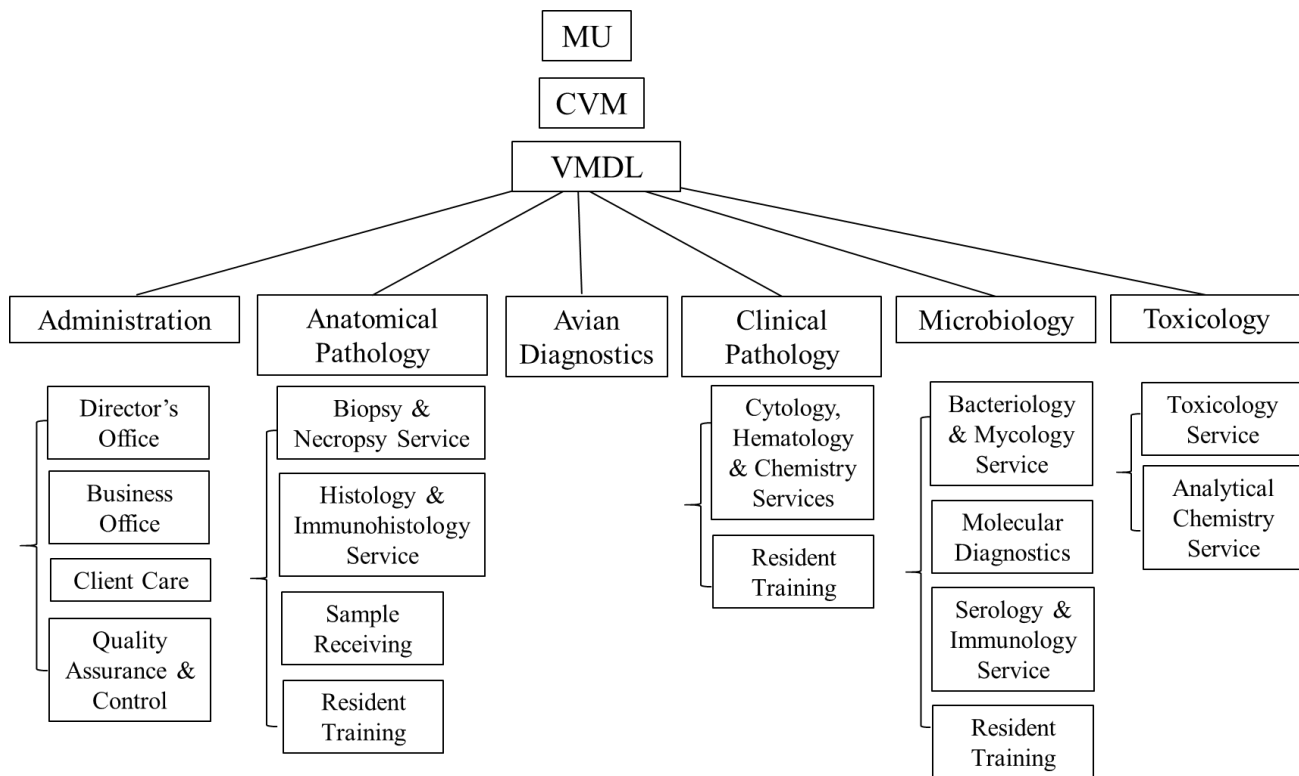 MU
CVM
VMDL
Administration
Anatomical
Pathology
Avian
Diagnostics
Clinical
Pathology
Microbiology
Toxicology
Director’s
Office
Business
Office
Client Care
Quality
Assurance &
Control
Biopsy &
Necropsy Service
Histology &
Immunohistology
Service
Sample
Receiving
Resident
Training
Cytology,
Hematology
& Chemistry
Services
Resident
Training
Bacteriology
& Mycology
Service
Molecular
Diagnostics
Serology &
Immunology
Service
Resident
Training
Toxicology
Service
Analytical
Chemistry
Service